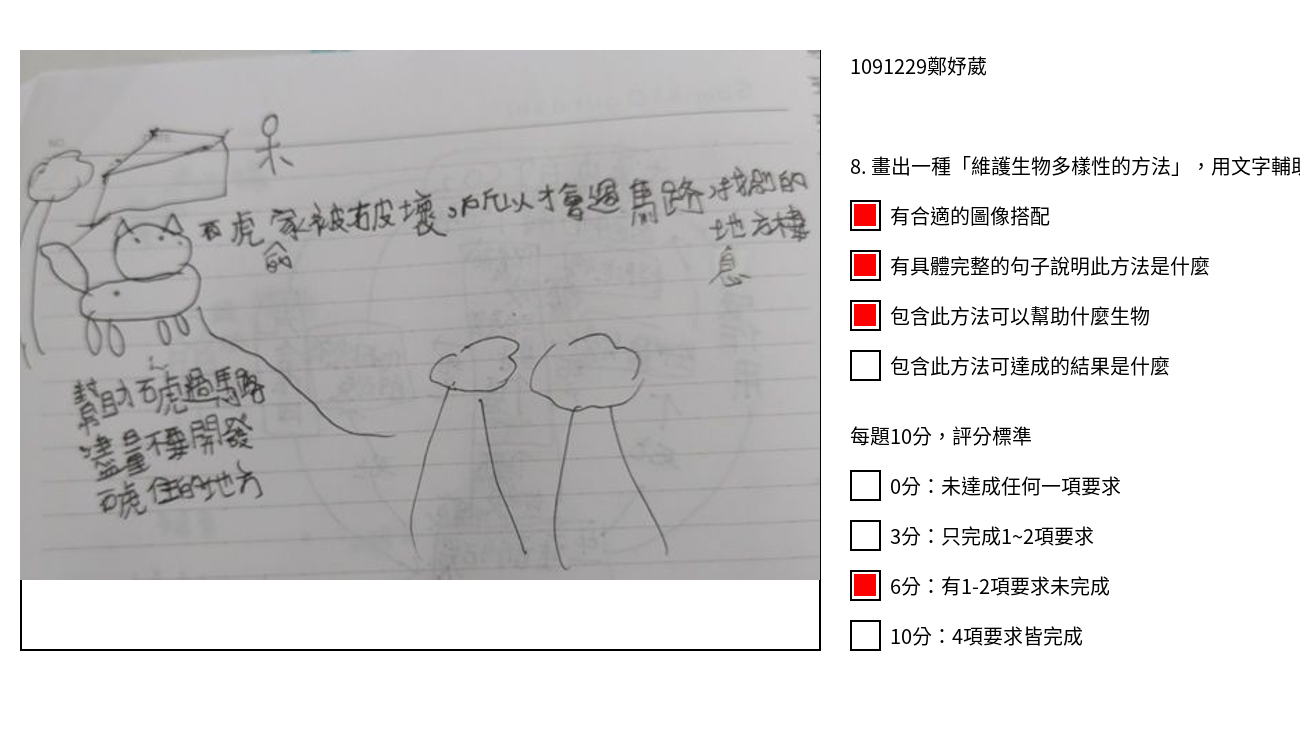 1091229鄭妤葳
8. 畫出一種「維護生物多樣性的方法」，用文字輔助
有合適的圖像搭配
有具體完整的句子說明此方法是什麼
包含此方法可以幫助什麼生物
包含此方法可達成的結果是什麼
每題10分，評分標準
0分：未達成任何一項要求
3分：只完成1~2項要求
6分：有1-2項要求未完成
10分：4項要求皆完成
NO.
石虎的家被破壞。所以才會過馬路找別的
地方棲
息
幫助石虎過馬路
盡量不要開發
石虎住的地方